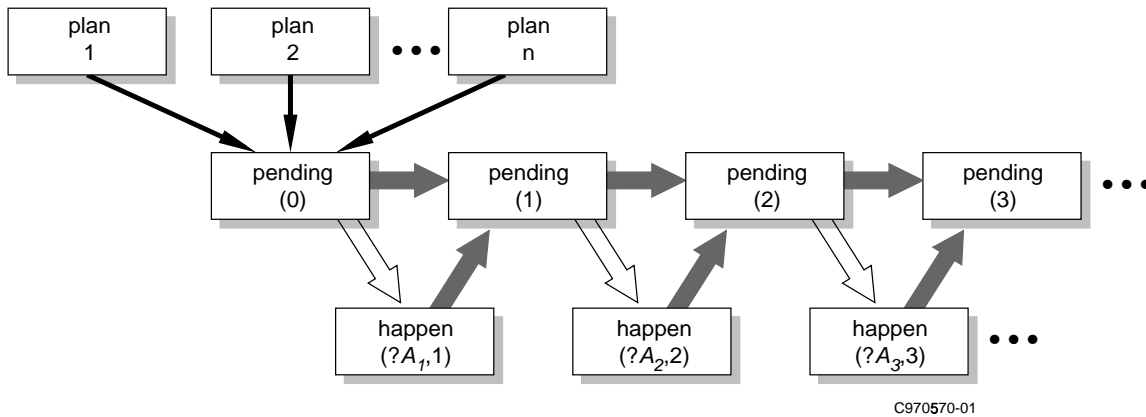 plan
1
plan
2
•••
plan
n
pending
(0)
pending
(1)
pending
(2)
pending
(3)
•••
happen
(?A₁,1)
happen
(?A₂,2)
happen
(?A₃,3)
•••
C970570-01